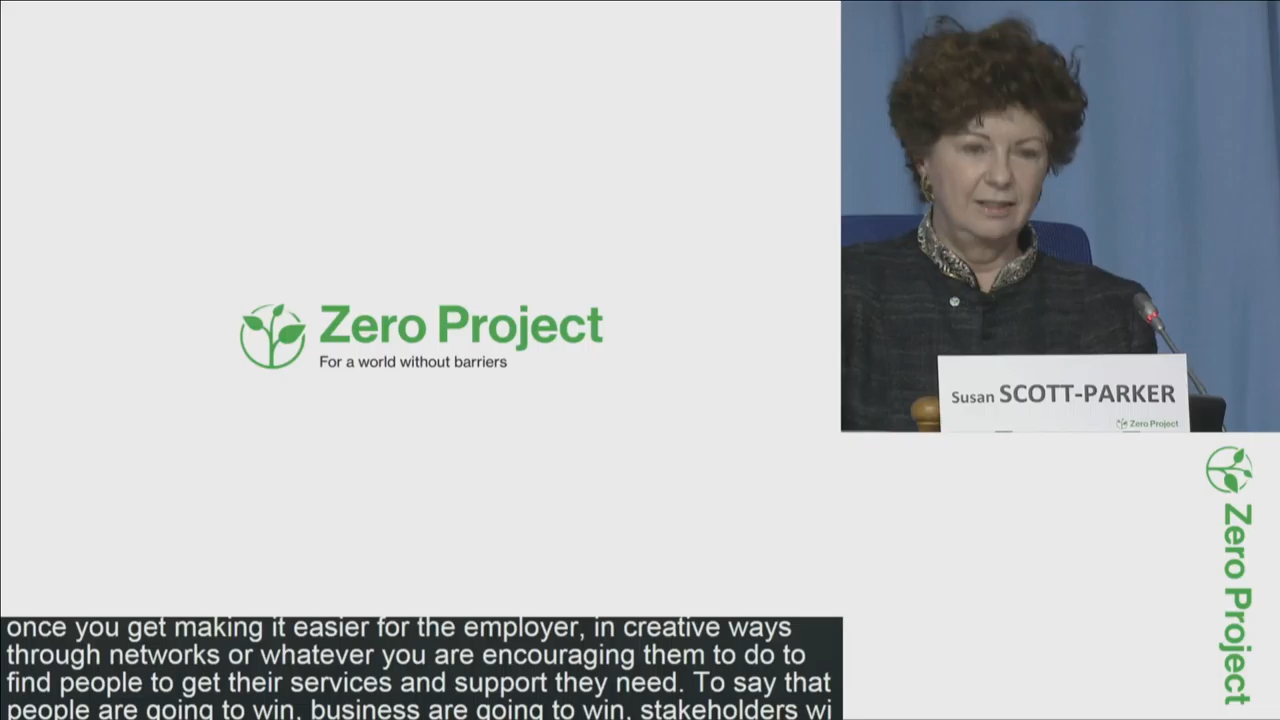 Zero Project
For a world without barriers
Susan SCOTT-PARKER
Zero Project
Zero Project
once you get making it easier for the employer, in creative ways
through networks or whatever you are encouraging them to do to
find people to get their services and support they need. To say that
people are going to win, business are going to win, stakeholders wi